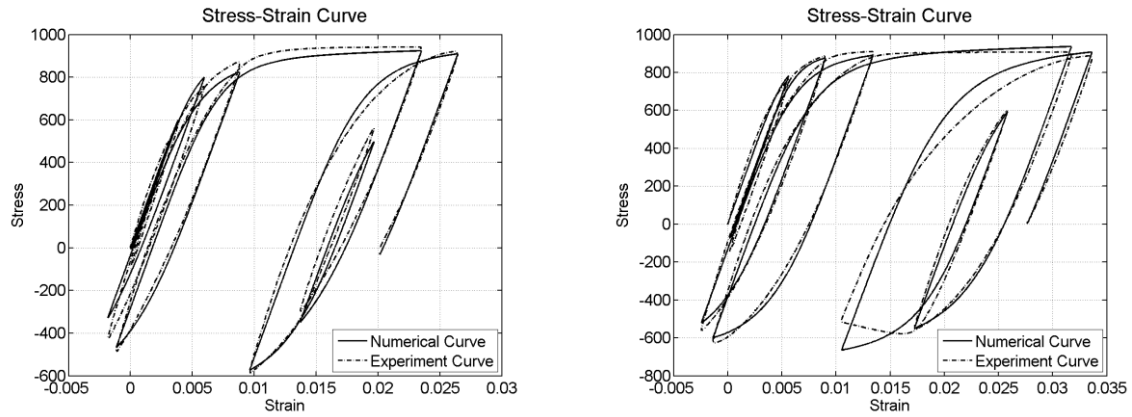 Stress-Strain Curve
1000
800
600
400
200
0
-200
-400
-600
-0.005 0 0.005 0.01 0.015 0.02 0.025 0.03
Stress
Strain
Numerical Curve
Experiment Curve
Stress-Strain Curve
1000
800
600
400
200
0
-200
-400
-600
-800
-0.005 0 0.005 0.01 0.015 0.02 0.025 0.03 0.035
Stress
Strain
Numerical Curve
Experiment Curve